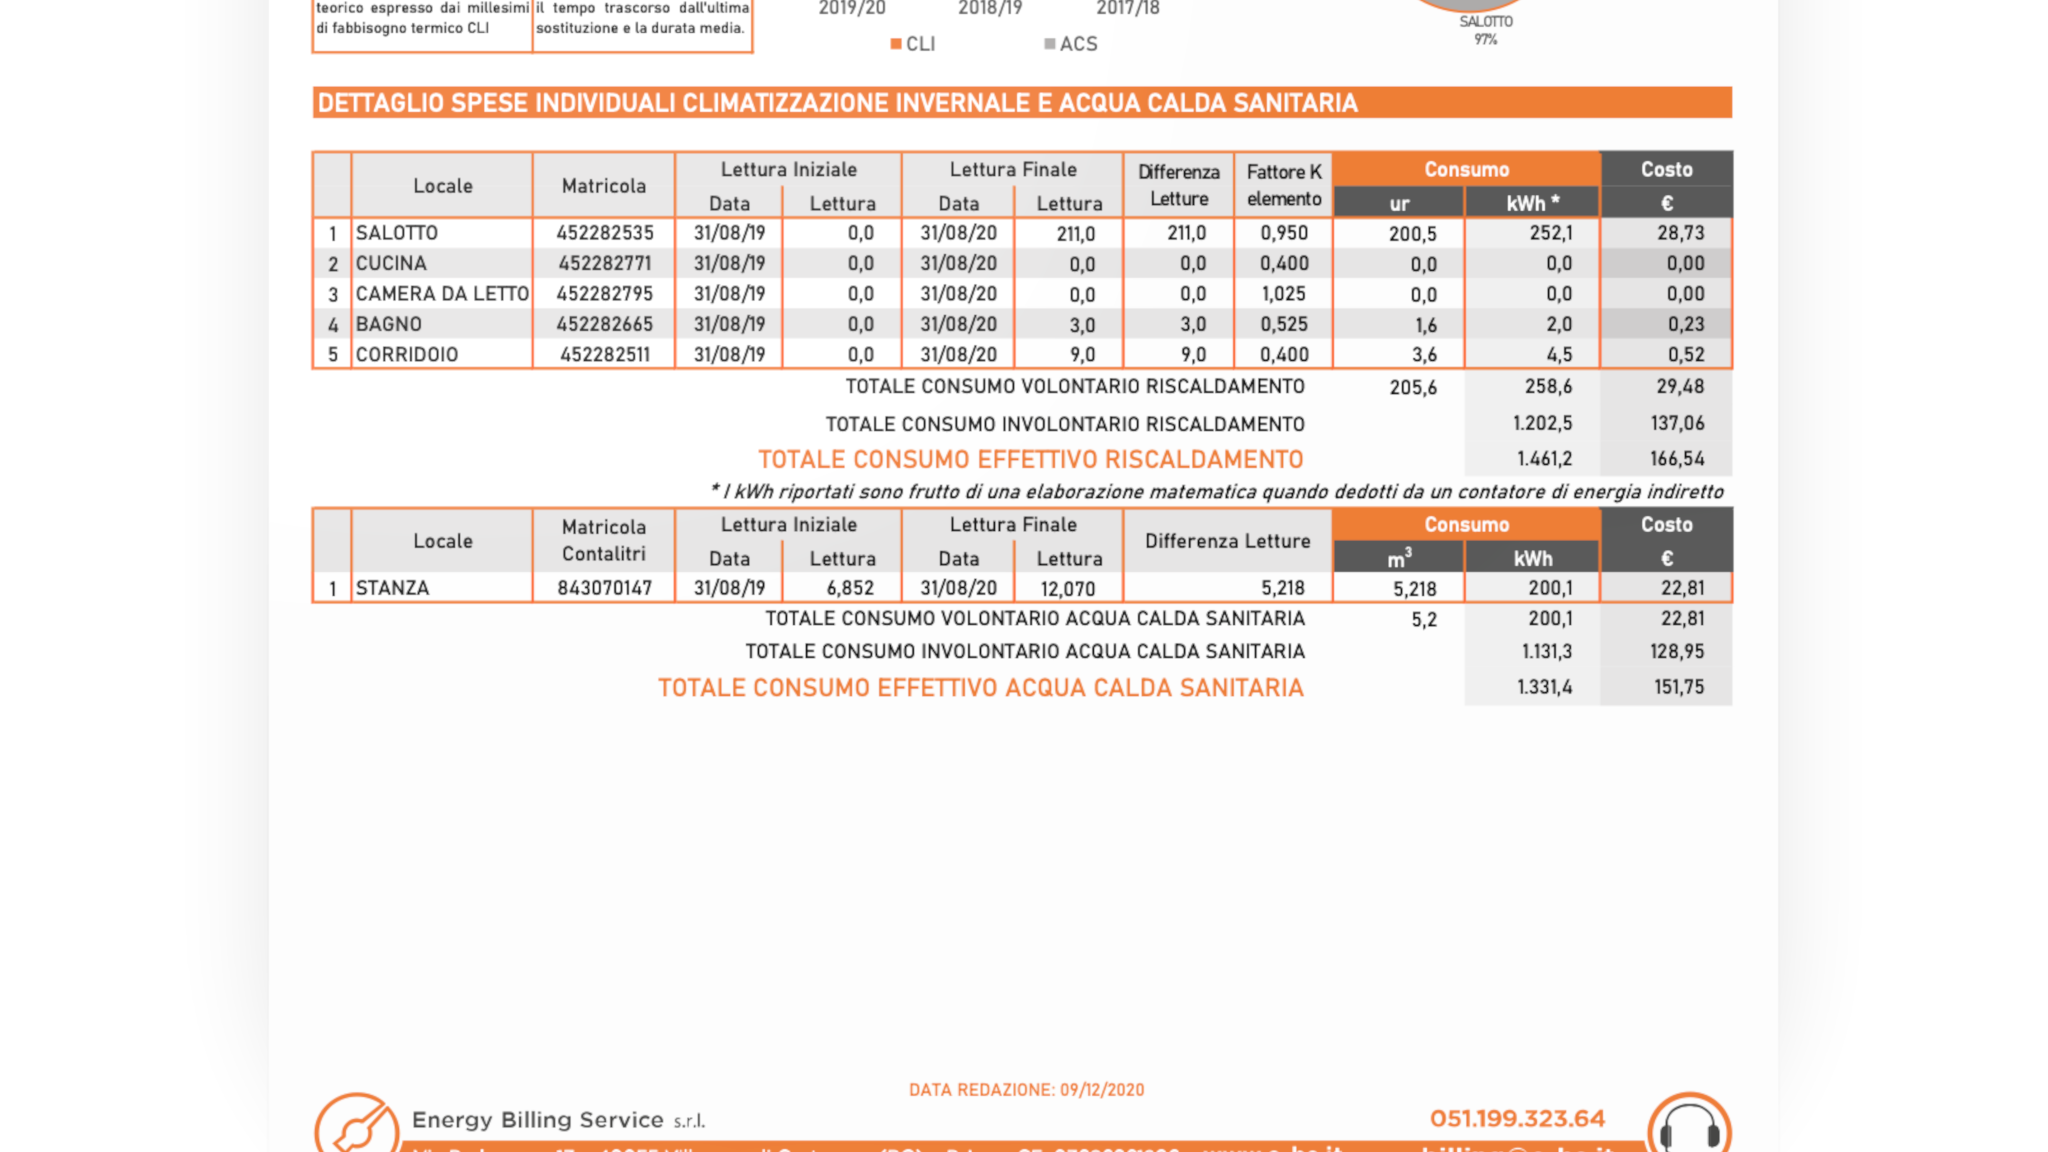 teorico espresso dai millesimi il tempo trascorso dall'ultima 2019/20 2018/19 2017/18
di fabbisogno termico CLI sostituzione e la durata media.
SALOTTO
97%
CLI ACS
DETTAGLIO SPESE INDIVIDUALI CLIMATIZZAZIONE INVERNALE E ACQUA CALDA SANITARIA
Locale Matricola Lettura Iniziale Lettura Finale Differenza Letture Fattore K elemento Consumo Costo
Data Lettura Data Lettura ur kWh * €
1 SALOTTO 452282535 31/08/19 0,0 31/08/20 211,0 211,0 0,950 200,5 252,1 28,73
2 CUCINA 452282771 31/08/19 0,0 31/08/20 0,0 0,0 0,400 0,0 0,0 0,00
3 CAMERA DA LETTO 452282795 31/08/19 0,0 31/08/20 0,0 0,0 1,025 0,0 0,0 0,00
4 BAGNO 452282665 31/08/19 0,0 31/08/20 3,0 3,0 0,525 1,6 2,0 0,23
5 CORRIDOIO 452282511 31/08/19 0,0 31/08/20 9,0 9,0 0,400 3,6 4,5 0,52
TOTALE CONSUMO VOLONTARIO RISCALDAMENTO 205,6 258,6 29,48
TOTALE CONSUMO INVOLONTARIO RISCALDAMENTO 1.202,5 137,06
TOTALE CONSUMO EFFETTIVO RISCALDAMENTO 1.461,2 166,54
* I kWh riportati sono frutto di una elaborazione matematica quando dedotti da un contatore di energia indiretto
Locale Matricola Contalitri Lettura Iniziale Lettura Finale Differenza Letture Consumo Costo
Data Lettura Data Lettura m³ kWh €
1 STANZA 843070147 31/08/19 6,852 31/08/20 12,070 5,218 5,218 200,1 22,81
TOTALE CONSUMO VOLONTARIO ACQUA CALDA SANITARIA 5,2 200,1 22,81
TOTALE CONSUMO INVOLONTARIO ACQUA CALDA SANITARIA 1.131,3 128,95
TOTALE CONSUMO EFFETTIVO ACQUA CALDA SANITARIA 1.331,4 151,75
DATA REDAZIONE: 09/12/2020
Energy Billing Service s.r.l. 051.199.323.64